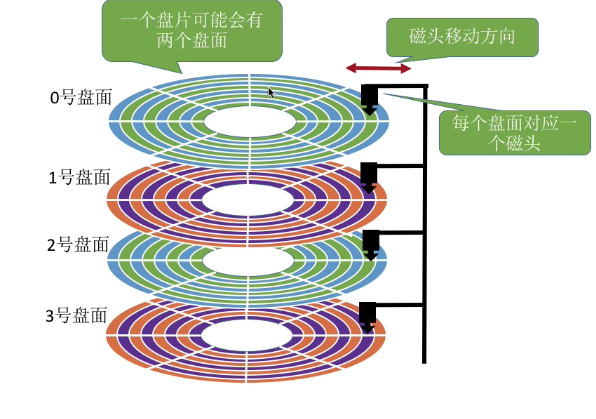 一个盘片可能会有
两个盘面
磁头移动方向
0号盘面
每个盘面对应一
个磁头
1号盘面
2号盘面
3号盘面